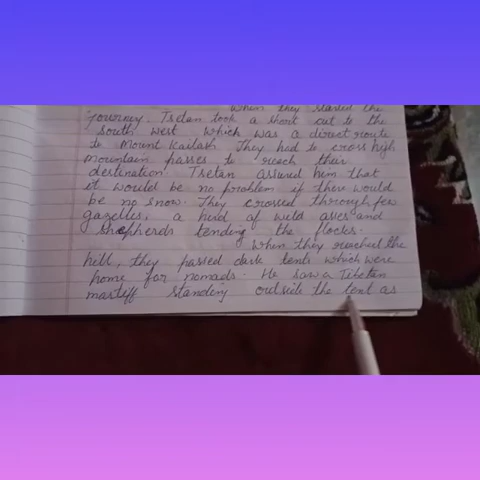 When they started the
journey. Tsetan took a short cut to the
South west which was a direct route
to Mount Kailash. They had to cross high
mountain passes to reach their
destination. Tsetan assured him that
it would be no problem if there would
be no snow. They crossed through few
gazelles, a herd of wild asses and
shepherds tending the flocks.
When they reached the
hill, they passed dark tents which were
home for nomads. He saw a Tibetan
mastiff standing outside the tent as